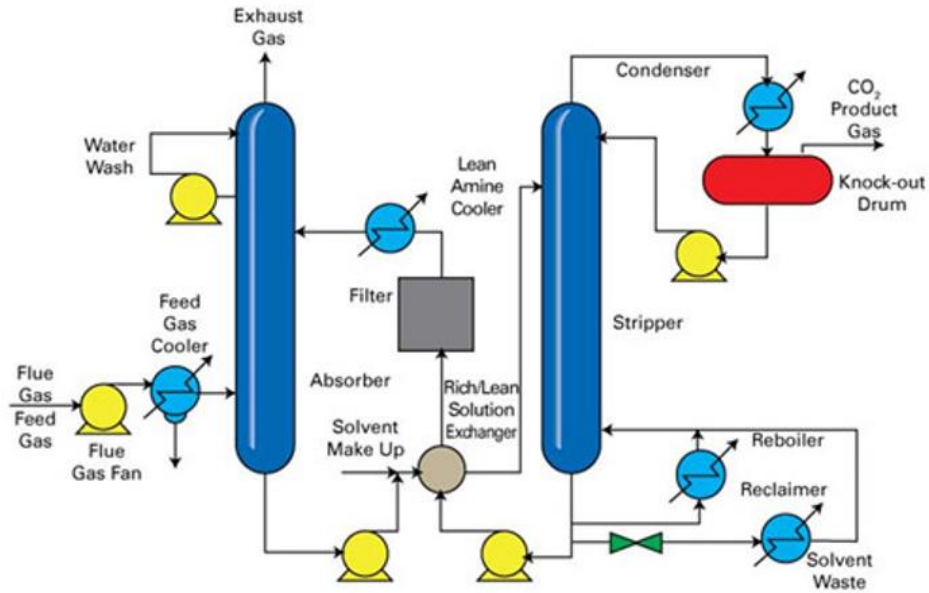 Exhaust
Gas
Condenser
CO₂
Product
Gas
Water
Wash
Lean
Amine
Cooler
Knock-out
Drum
Filter
Feed
Gas
Cooler
Stripper
Flue
Gas
Feed
Gas
Absorber
Rich/Lean
Solution
Exchanger
Solvent
Make Up
Flue
Gas Fan
Reboiler
Reclaimer
Solvent
Waste